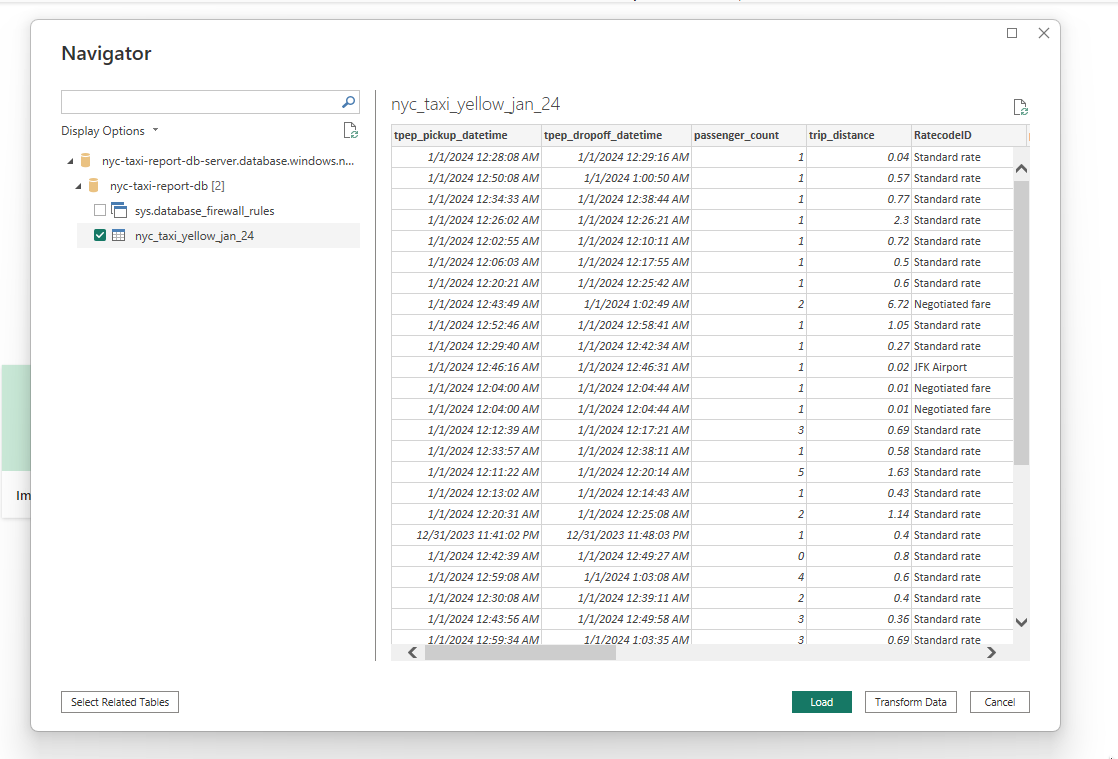 Navigator
Display Options
nyc-taxi-report-db-server.database.windows.n...
nyc-taxi-report-db [2]
sys.database_firewall_rules
nyc_taxi_yellow_jan_24
nyc_taxi_yellow_jan_24
tpep_pickup_datetime tpep_dropoff_datetime passenger_count trip_distance RatecodeID
1/1/2024 12:28:08 AM 1/1/2024 12:29:16 AM 1 0.04 Standard rate
1/1/2024 12:50:08 AM 1/1/2024 1:00:50 AM 1 0.57 Standard rate
1/1/2024 12:34:33 AM 1/1/2024 12:38:44 AM 1 0.77 Standard rate
1/1/2024 12:26:02 AM 1/1/2024 12:26:21 AM 1 2.3 Standard rate
1/1/2024 12:02:55 AM 1/1/2024 12:10:11 AM 1 0.72 Standard rate
1/1/2024 12:06:03 AM 1/1/2024 12:17:55 AM 1 0.5 Standard rate
1/1/2024 12:20:21 AM 1/1/2024 12:25:42 AM 1 0.6 Standard rate
1/1/2024 12:43:49 AM 1/1/2024 1:02:49 AM 2 6.72 Negotiated fare
1/1/2024 12:52:46 AM 1/1/2024 12:58:41 AM 1 1.05 Standard rate
1/1/2024 12:29:40 AM 1/1/2024 12:42:34 AM 1 0.27 Standard rate
1/1/2024 12:46:16 AM 1/1/2024 12:46:31 AM 1 0.02 JFK Airport
1/1/2024 12:04:00 AM 1/1/2024 12:04:44 AM 1 0.01 Negotiated fare
1/1/2024 12:04:00 AM 1/1/2024 12:04:44 AM 1 0.01 Negotiated fare
1/1/2024 12:12:39 AM 1/1/2024 12:17:21 AM 3 0.69 Standard rate
1/1/2024 12:33:57 AM 1/1/2024 12:38:11 AM 1 0.58 Standard rate
1/1/2024 12:11:22 AM 1/1/2024 12:20:14 AM 5 1.63 Standard rate
1/1/2024 12:13:02 AM 1/1/2024 12:14:43 AM 1 0.43 Standard rate
1/1/2024 12:20:31 AM 1/1/2024 12:25:08 AM 2 1.14 Standard rate
12/31/2023 11:41:02 PM 12/31/2023 11:48:03 PM 1 0.4 Standard rate
1/1/2024 12:42:39 AM 1/1/2024 12:49:27 AM 0 0.8 Standard rate
1/1/2024 12:59:08 AM 1/1/2024 1:03:08 AM 4 0.6 Standard rate
1/1/2024 12:30:08 AM 1/1/2024 12:39:11 AM 2 0.4 Standard rate
1/1/2024 12:43:56 AM 1/1/2024 12:49:58 AM 3 0.36 Standard rate
1/1/2024 12:59:34 AM 1/1/2024 1:03:35 AM 3 0.69 Standard rate
Im
Select Related Tables
Load
Transform Data
Cancel